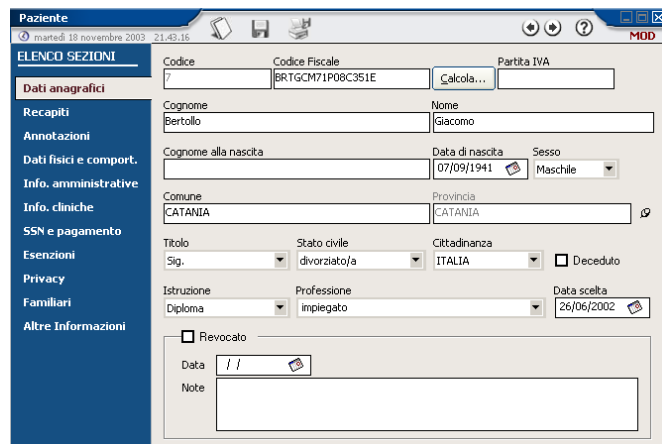 Paziente
martedì 18 novembre 2003 21.43.16
MOD
ELENCO SEZIONI
Dati anagrafici
Recapiti
Annotazioni
Dati fisici e comport.
Info. amministrative
Info. cliniche
SSN e pagamento
Esenzioni
Privacy
Familiari
Altre Informazioni
Codice Codice Fiscale Partita IVA
7 BRTGCM71P08C351E Calcola...
Cognome Nome
Bertollo Giacomo
Cognome alla nascita Data di nascita Sesso
07/09/1941 Maschile
Comune Provincia
CATANIA CATANIA
Titolo Stato civile Cittadinanza
Sig. divorziato/a ITALIA Deceduto
Istruzione Professione Data scelta
Diploma impiegato 26/06/2002
Revocato
Data / /
Note